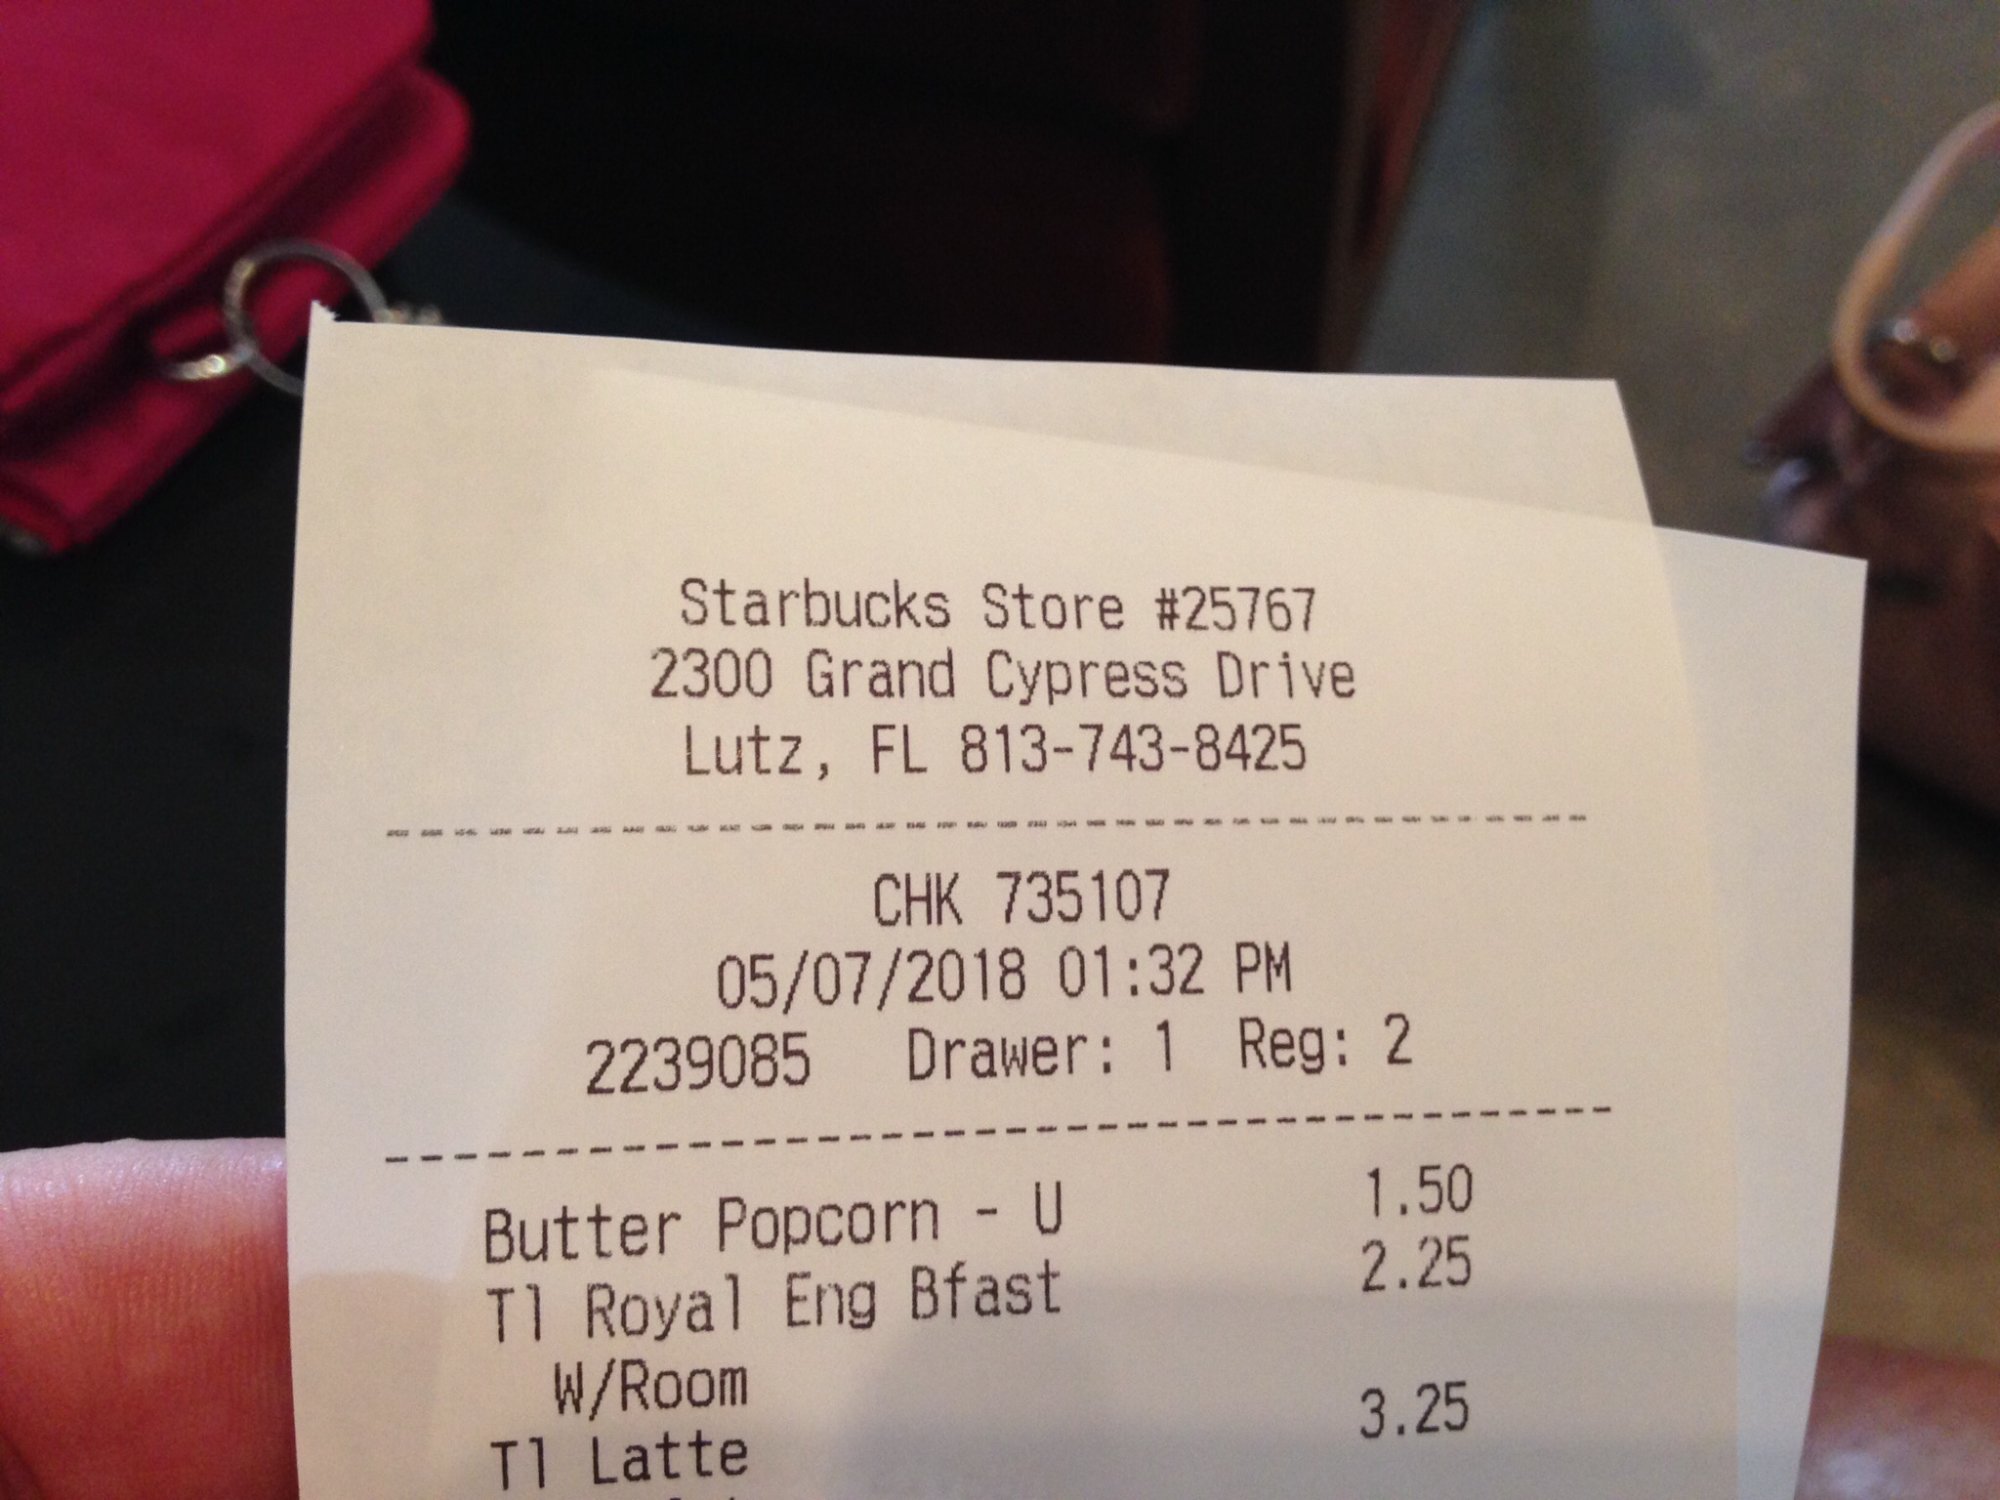 Starbucks Store #25767
2300 Grand Cypress Drive
Lutz, FL 813-743-8425
--------------------------------------
CHK 735107
05/07/2018 01:32 PM
2239085 Drawer: 1 Reg: 2
--------------------------------------
Butter Popcorn - U 1.50
Tl Royal Eng Bfast 2.25
W/Room
Tl Latte 3.25